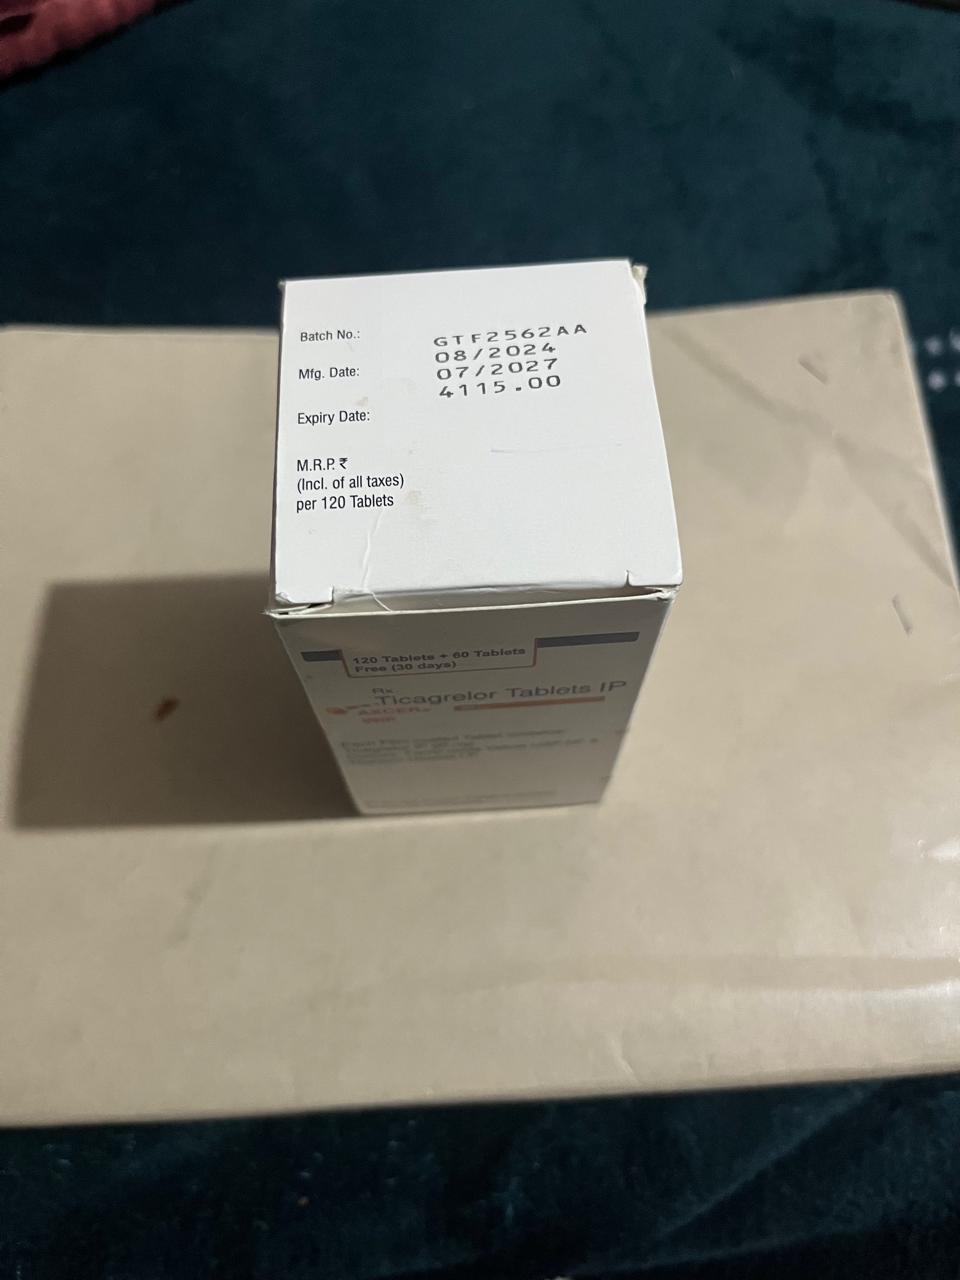 Batch No.:
GTF2562AA
08/2024
Mfg. Date:
07/2027
4115.00
Expiry Date:
M.R.P. ₹
(Incl. of all taxes)
per 120 Tablets
120 Tablets + 60 Tablets
Free (30 days)
Rx
Ticagrelor Tablets IP
AXCER